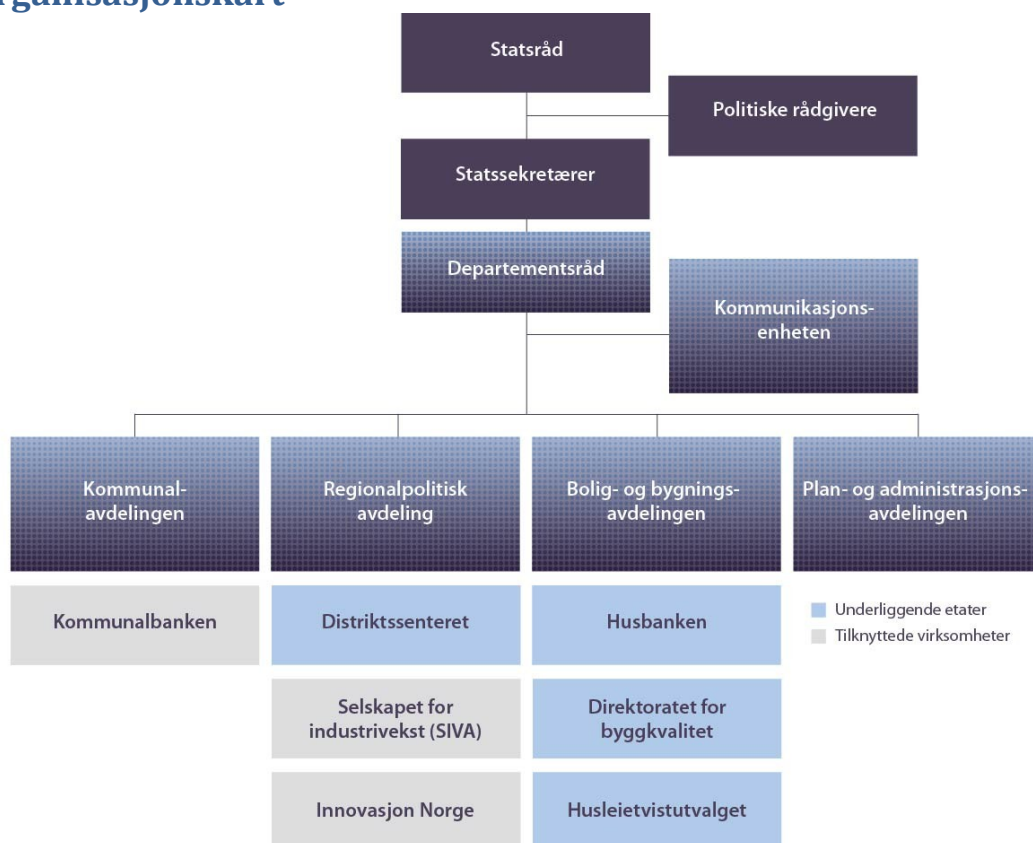 Statsråd
Politiske rådgivere
Statssekretærer
Departementsråd
Kommunikasjons-
enheten
Kommunal-
avdelingen
Regionalpolitisk
avdeling
Bolig- og bygnings-
avdelingen
Plan- og administrasjons-
avdelingen
Kommunalbanken
Distriktssenteret
Husbanken
Underliggende etater
Tilknyttede virksomheter
Selskapet for
industrivekst (SIVA)
Direktoratet for
byggkvalitet
Innovasjon Norge
Husleietvistutvalget